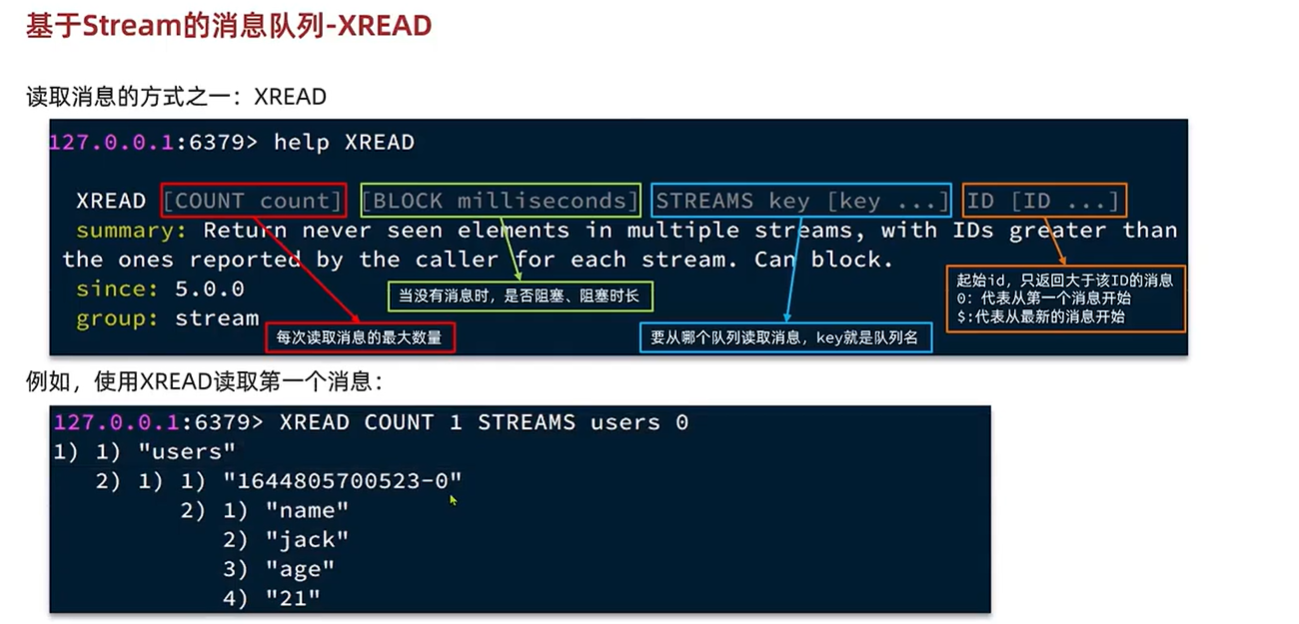 基于Stream的消息队列-XREAD
读取消息的方式之一：XREAD
127.0.0.1:6379> help XREAD
XREAD [COUNT count] [BLOCK milliseconds] STREAMS key [key ...] ID [ID ...]
summary: Return never seen elements in multiple streams, with IDs greater than
the ones reported by the caller for each stream. Can block.
since: 5.0.0
group: stream
每次读取消息的最大数量
当没有消息时，是否阻塞、阻塞时长
要从哪个队列读取消息，key就是队列名
起始id，只返回大于该ID的消息
0：代表从第一个消息开始
$:代表从最新的消息开始
例如，使用XREAD读取第一个消息：
127.0.0.1:6379> XREAD COUNT 1 STREAMS users 0
1) 1) "users"
2) 1) 1) "1644805700523-0"
2) 1) "name"
2) "jack"
3) "age"
4) "21"